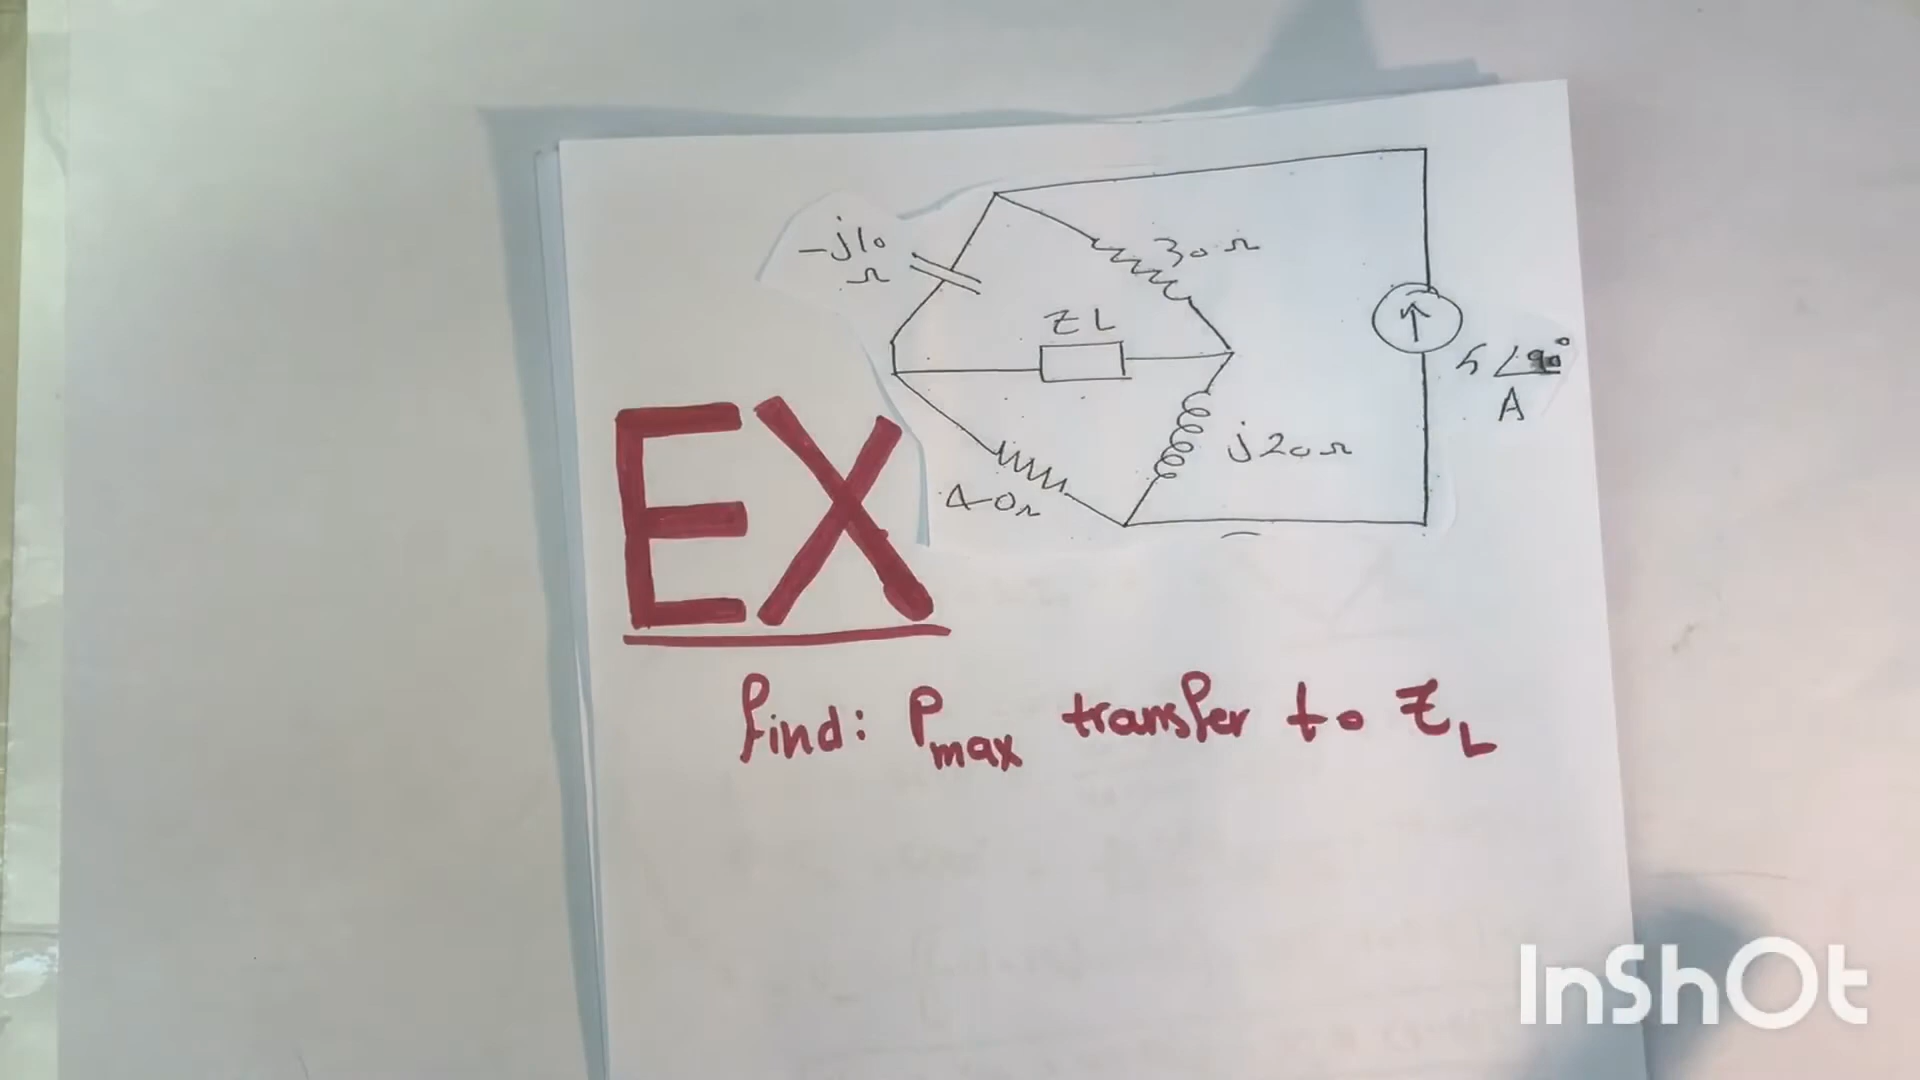 -j10
Ω
30Ω
ZL
5∠90°
A
j20Ω
40Ω
EX
find: Pmax transfer to ZL
InShOt